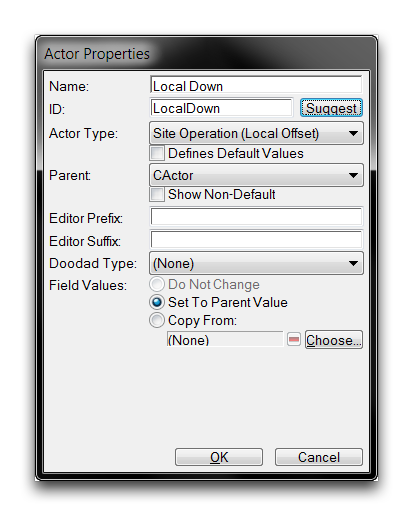 Actor Properties
Name: Local Down
ID: LocalDown Suggest
Actor Type: Site Operation (Local Offset)
Defines Default Values
Parent: CActor
Show Non-Default
Editor Prefix:
Editor Suffix:
Doodad Type: (None)
Field Values: Do Not Change
Set To Parent Value
Copy From:
(None) Choose...
OK Cancel